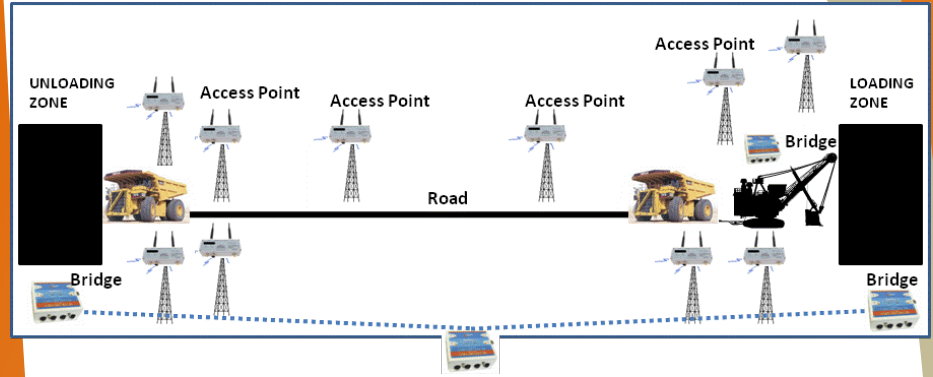 Access Point
UNLOADING
ZONE
Access Point
Access Point
Access Point
LOADING
ZONE
Bridge
Road
Bridge
Bridge